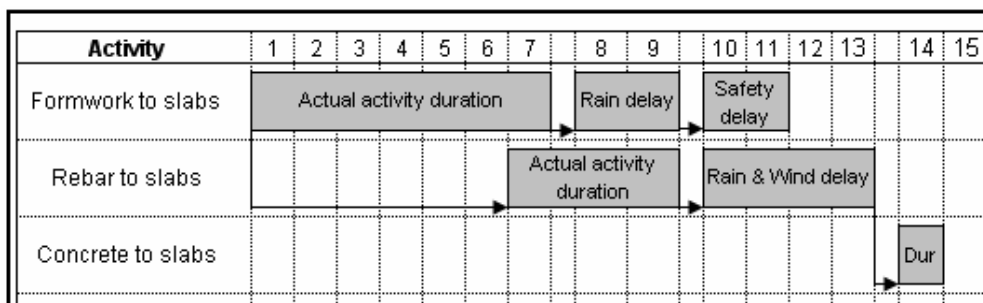 Activity 1 2 3 4 5 6 7 8 9 10 11 12 13 14 15
Formwork to slabs
Actual activity duration
Rain delay
Safety
delay
Rebar to slabs
Actual activity
duration
Rain & Wind delay
Concrete to slabs
Dur